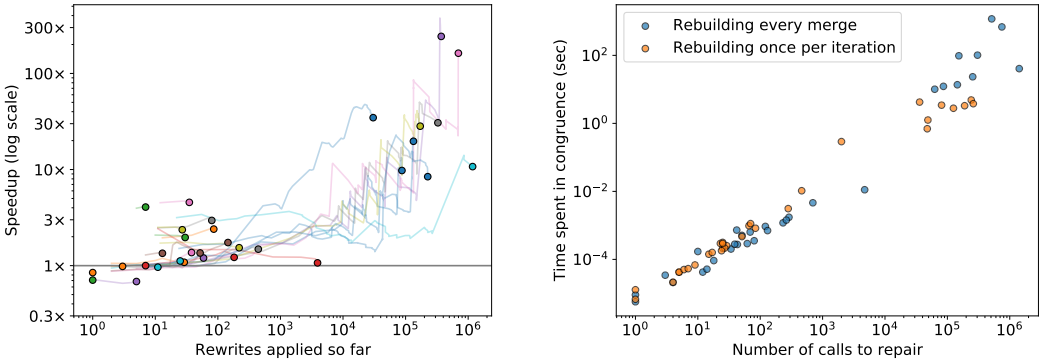 300×
100×
30×
10×
3×
1×
0.3×
Speedup (log scale)
10⁰ 10¹ 10² 10³ 10⁴ 10⁵ 10⁶
Rewrites applied so far
Rebuilding every merge
Rebuilding once per iteration
10²
10⁰
10⁻²
10⁻⁴
Time spent in congruence (sec)
10⁰ 10¹ 10² 10³ 10⁴ 10⁵ 10⁶
Number of calls to repair